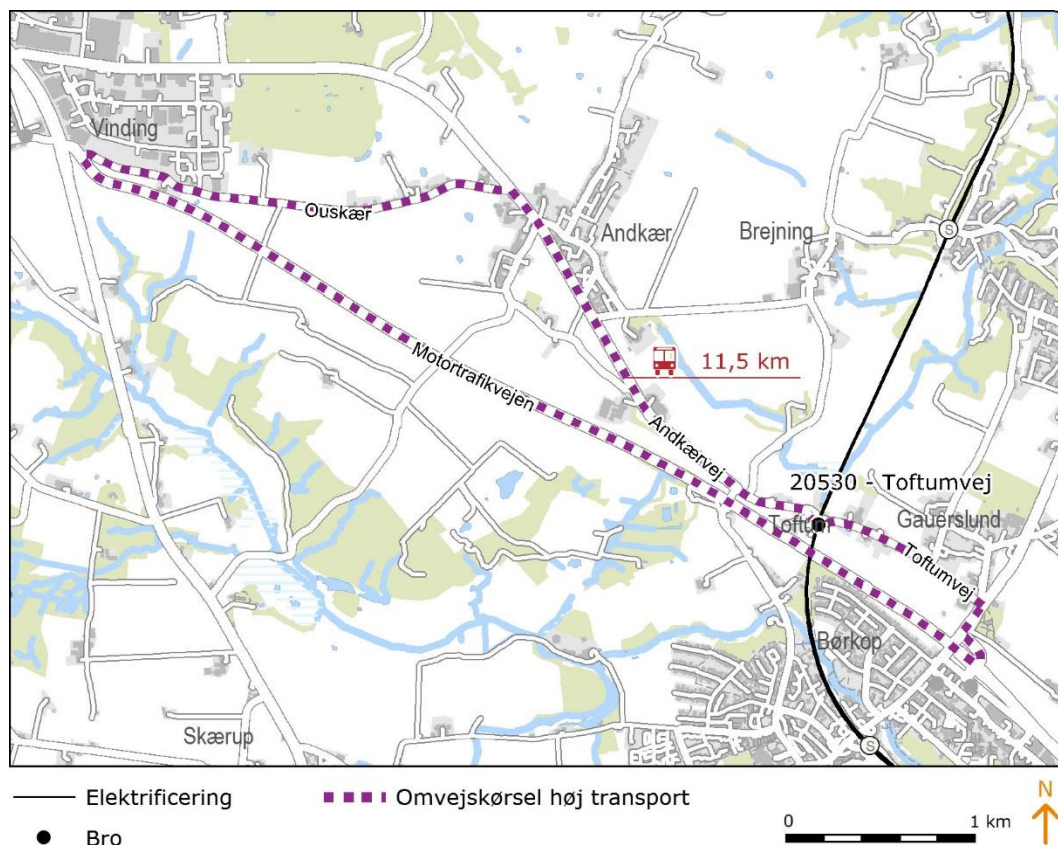 Vinding
Ouskær
Andkær
Brejning
S
11,5 km
Motortrafikvejen
Andkærvej
20530 - Toftumvej
Toftum
Gauerslund
Toftumvej
Børkop
Skærup
S
Elektrificering
Omvejskørsel høj transport
Bro
0
1 km
N